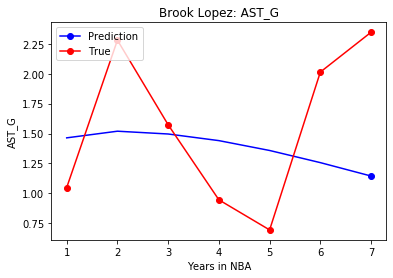 Brook Lopez: AST_G
Prediction
True
2.25
2.00
1.75
1.50
1.25
1.00
0.75
AST_G
1 2 3 4 5 6 7
Years in NBA